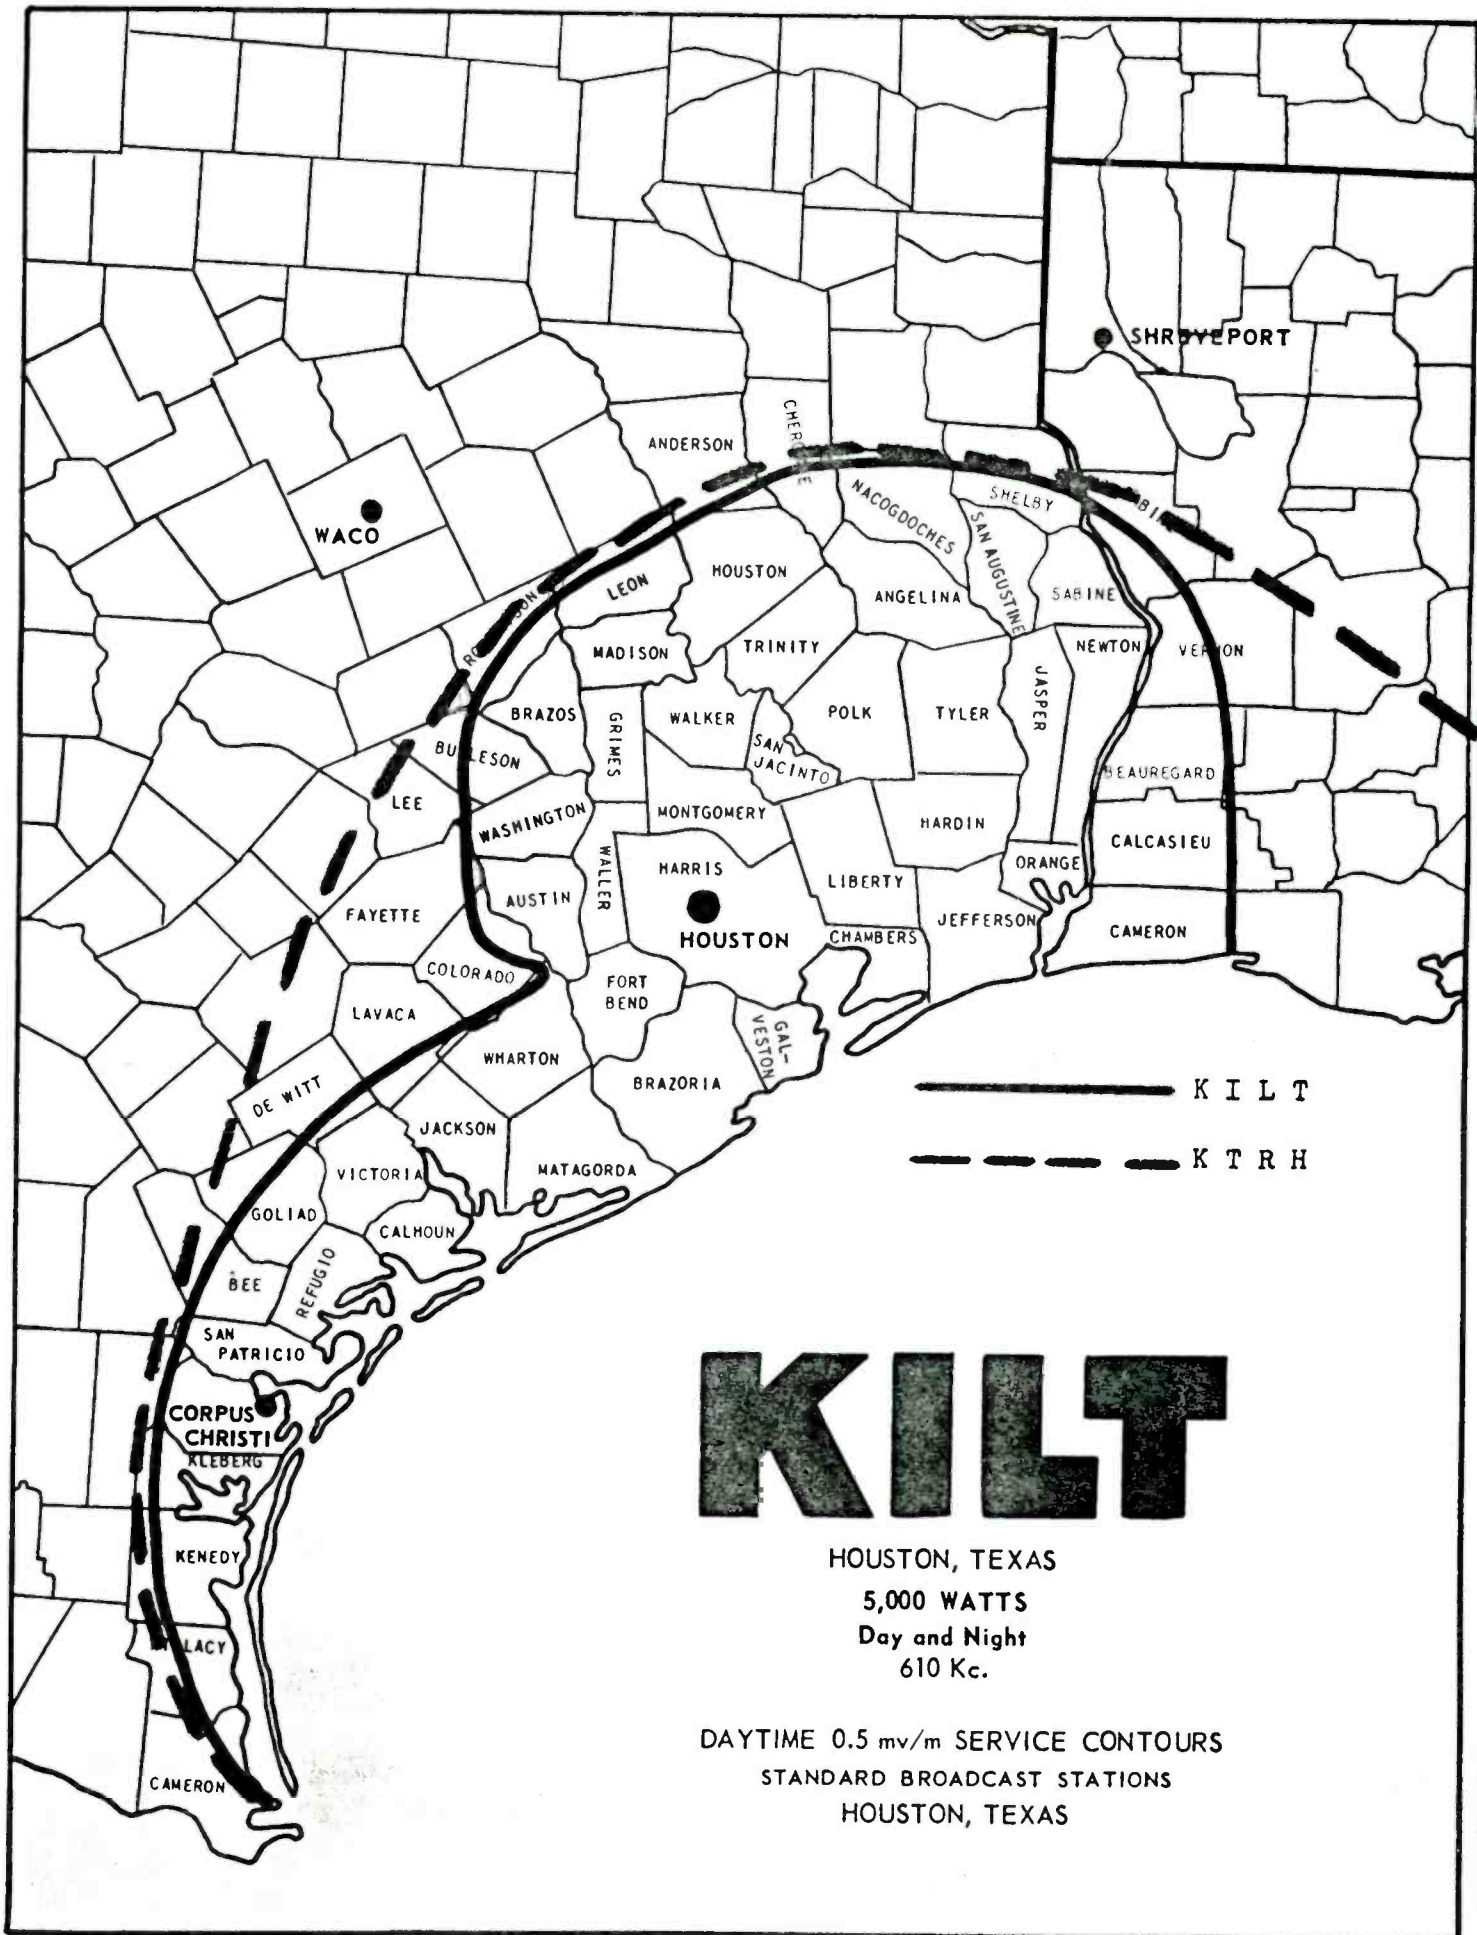 SHREVEPORT
ANDERSON
WACO
NACOGDOCHES
SHELBY
SAN AUGUSTINE
LEON
HOUSTON
ANGELINA
SABINE
MADISON
TRINITY
NEWTON
VERNON
JASPER
BRAZOS
GRIMES
WALKER
POLK
TYLER
SAN
JACINTO
BURLESON
BEAUREGARD
LEE
WASHINGTON
MONTGOMERY
HARDIN
CALCASIEU
WALLER
HARRIS
LIBERTY
ORANGE
AUSTIN
FAYETTE
HOUSTON
CHAMBERS
JEFFERSON
CAMERON
COLORADO
FORT
BEND
LAVACA
GAL-
VESTON
WHARTON
BRAZORIA
DE WITT
JACKSON
VICTORIA
MATAGORDA
GOLIAD
CALHOUN
BEE
REFUGIO
SAN
PATRICIO
CORPUS
CHRISTI
KLEBERG
KENEDY
LACY
CAMERON
KILT
KTRH
KILT
HOUSTON, TEXAS
5,000 WATTS
Day and Night
610 Kc.
DAYTIME 0.5 mv/m SERVICE CONTOURS
STANDARD BROADCAST STATIONS
HOUSTON, TEXAS